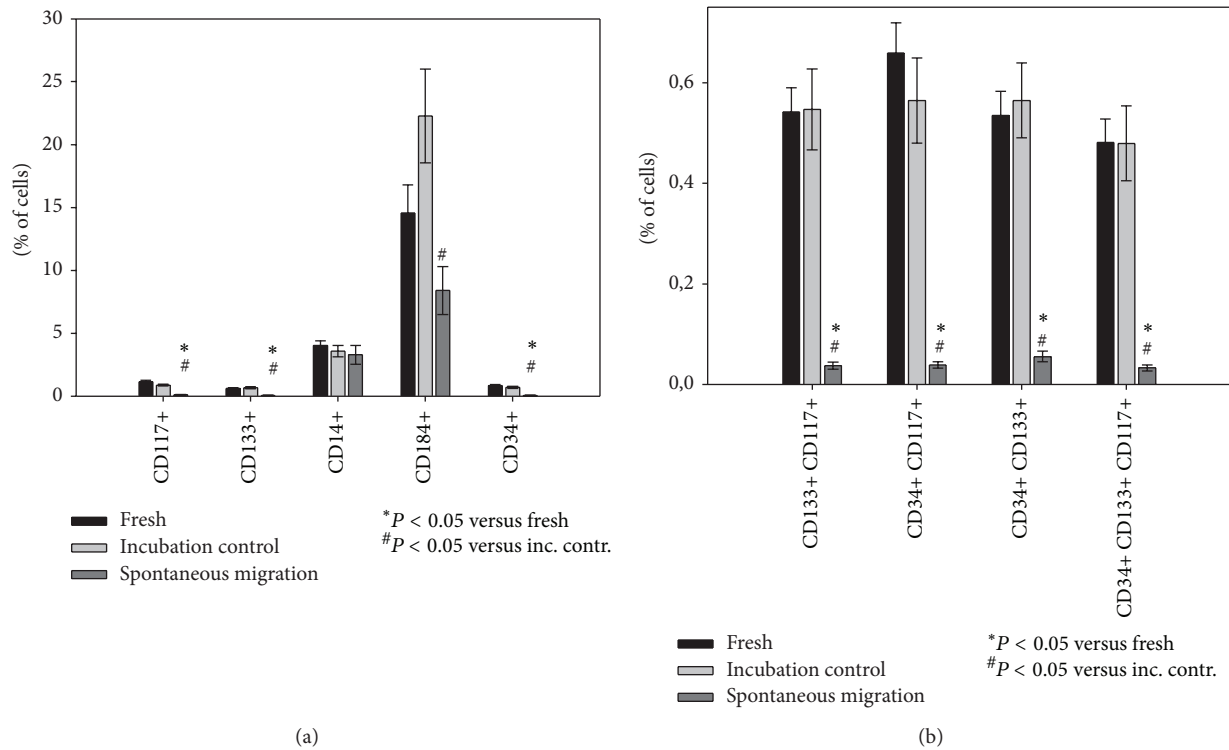 30
25
20
15
10
5
0
(% of cells)
*
#
*
#
#
*
#
CD117+
CD133+
CD14+
CD184+
CD34+
Fresh
Incubation control
Spontaneous migration
*P < 0.05 versus fresh
#P < 0.05 versus inc. contr.
(a)
0,6
0,4
0,2
0,0
(% of cells)
*
#
*
#
*
#
*
#
CD133+ CD117+
CD34+ CD117+
CD34+ CD133+
CD34+ CD133+ CD117+
Fresh
Incubation control
Spontaneous migration
*P < 0.05 versus fresh
#P < 0.05 versus inc. contr.
(b)